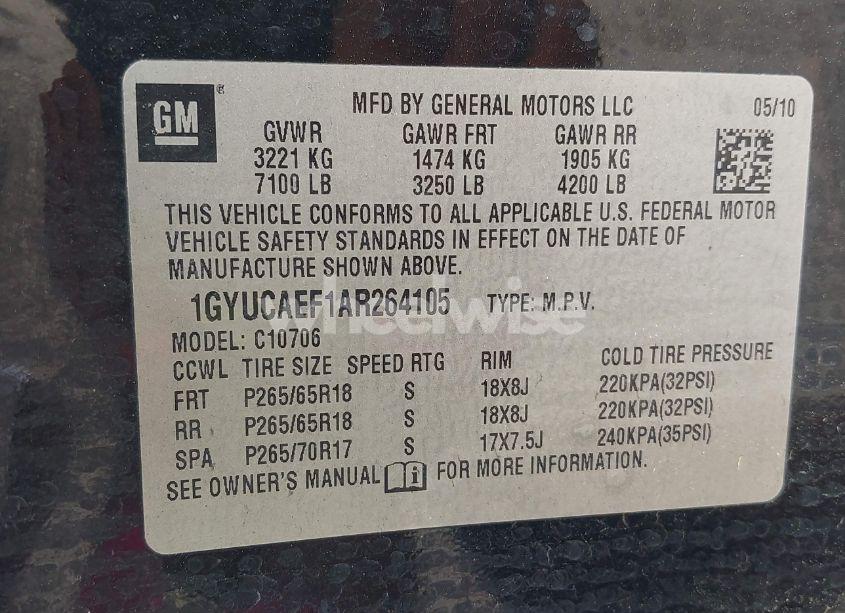 GM® MFD BY GENERAL MOTORS LLC 05/10
GVWR GAWR FRT GAWR RR
3221 KG 1474 KG 1905 KG
7100 LB 3250 LB 4200 LB
THIS VEHICLE CONFORMS TO ALL APPLICABLE U.S. FEDERAL MOTOR
VEHICLE SAFETY STANDARDS IN EFFECT ON THE DATE OF
MANUFACTURE SHOWN ABOVE.
1GYUCAEF1AR264105 TYPE: M.P.V.
wheelwise
MODEL: C10706
CCWL TIRE SIZE SPEED RTG RIM COLD TIRE PRESSURE
FRT P265/65R18 S 18X8J 220KPA(32PSI)
RR P265/65R18 S 18X8J 220KPA(32PSI)
SPA P265/70R17 S 17X7.5J 240KPA(35PSI)
SEE OWNER'S MANUAL i FOR MORE INFORMATION.